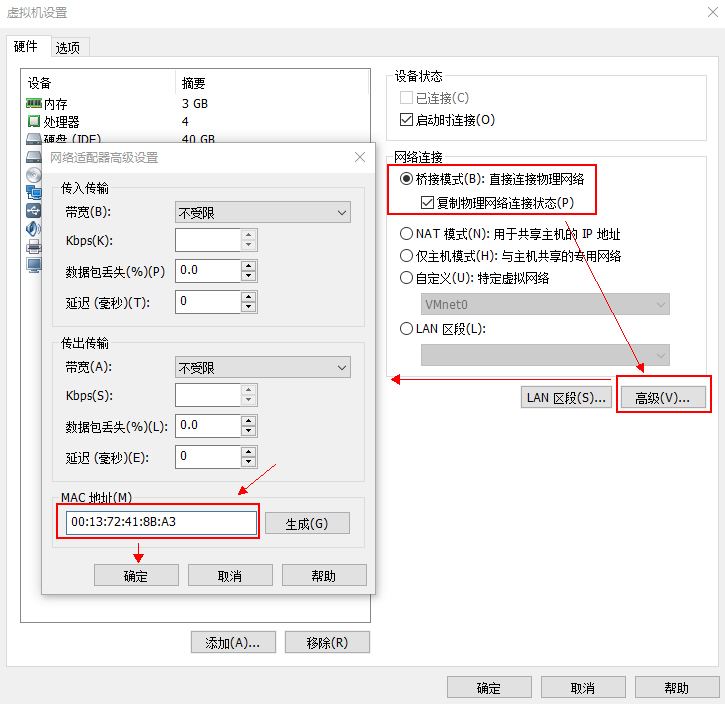 虚拟机设置
硬件
选项
设备
摘要
内存
3 GB
处理器
4
硬盘 (IDE)
40 GB
网络适配器高级设置
传入传输
带宽(B):
不受限
Kbps(K):
数据包丢失(%)(P)
0.0
延迟 (毫秒)(T):
0
传出传输
带宽(A):
不受限
Kbps(S):
数据包丢失(%)(L):
0.0
延迟 (毫秒)(E):
0
MAC 地址(M)
00:13:72:41:8B:A3
生成(G)
确定
取消
帮助
添加(A)...
移除(R)
设备状态
已连接(C)
启动时连接(O)
网络连接
桥接模式(B): 直接连接物理网络
复制物理网络连接状态(P)
NAT 模式(N): 用于共享主机的 IP 地址
仅主机模式(H): 与主机共享的专用网络
自定义(U): 特定虚拟网络
VMnet0
LAN 区段(L):
LAN 区段(S)...
高级(V)...
确定
取消
帮助